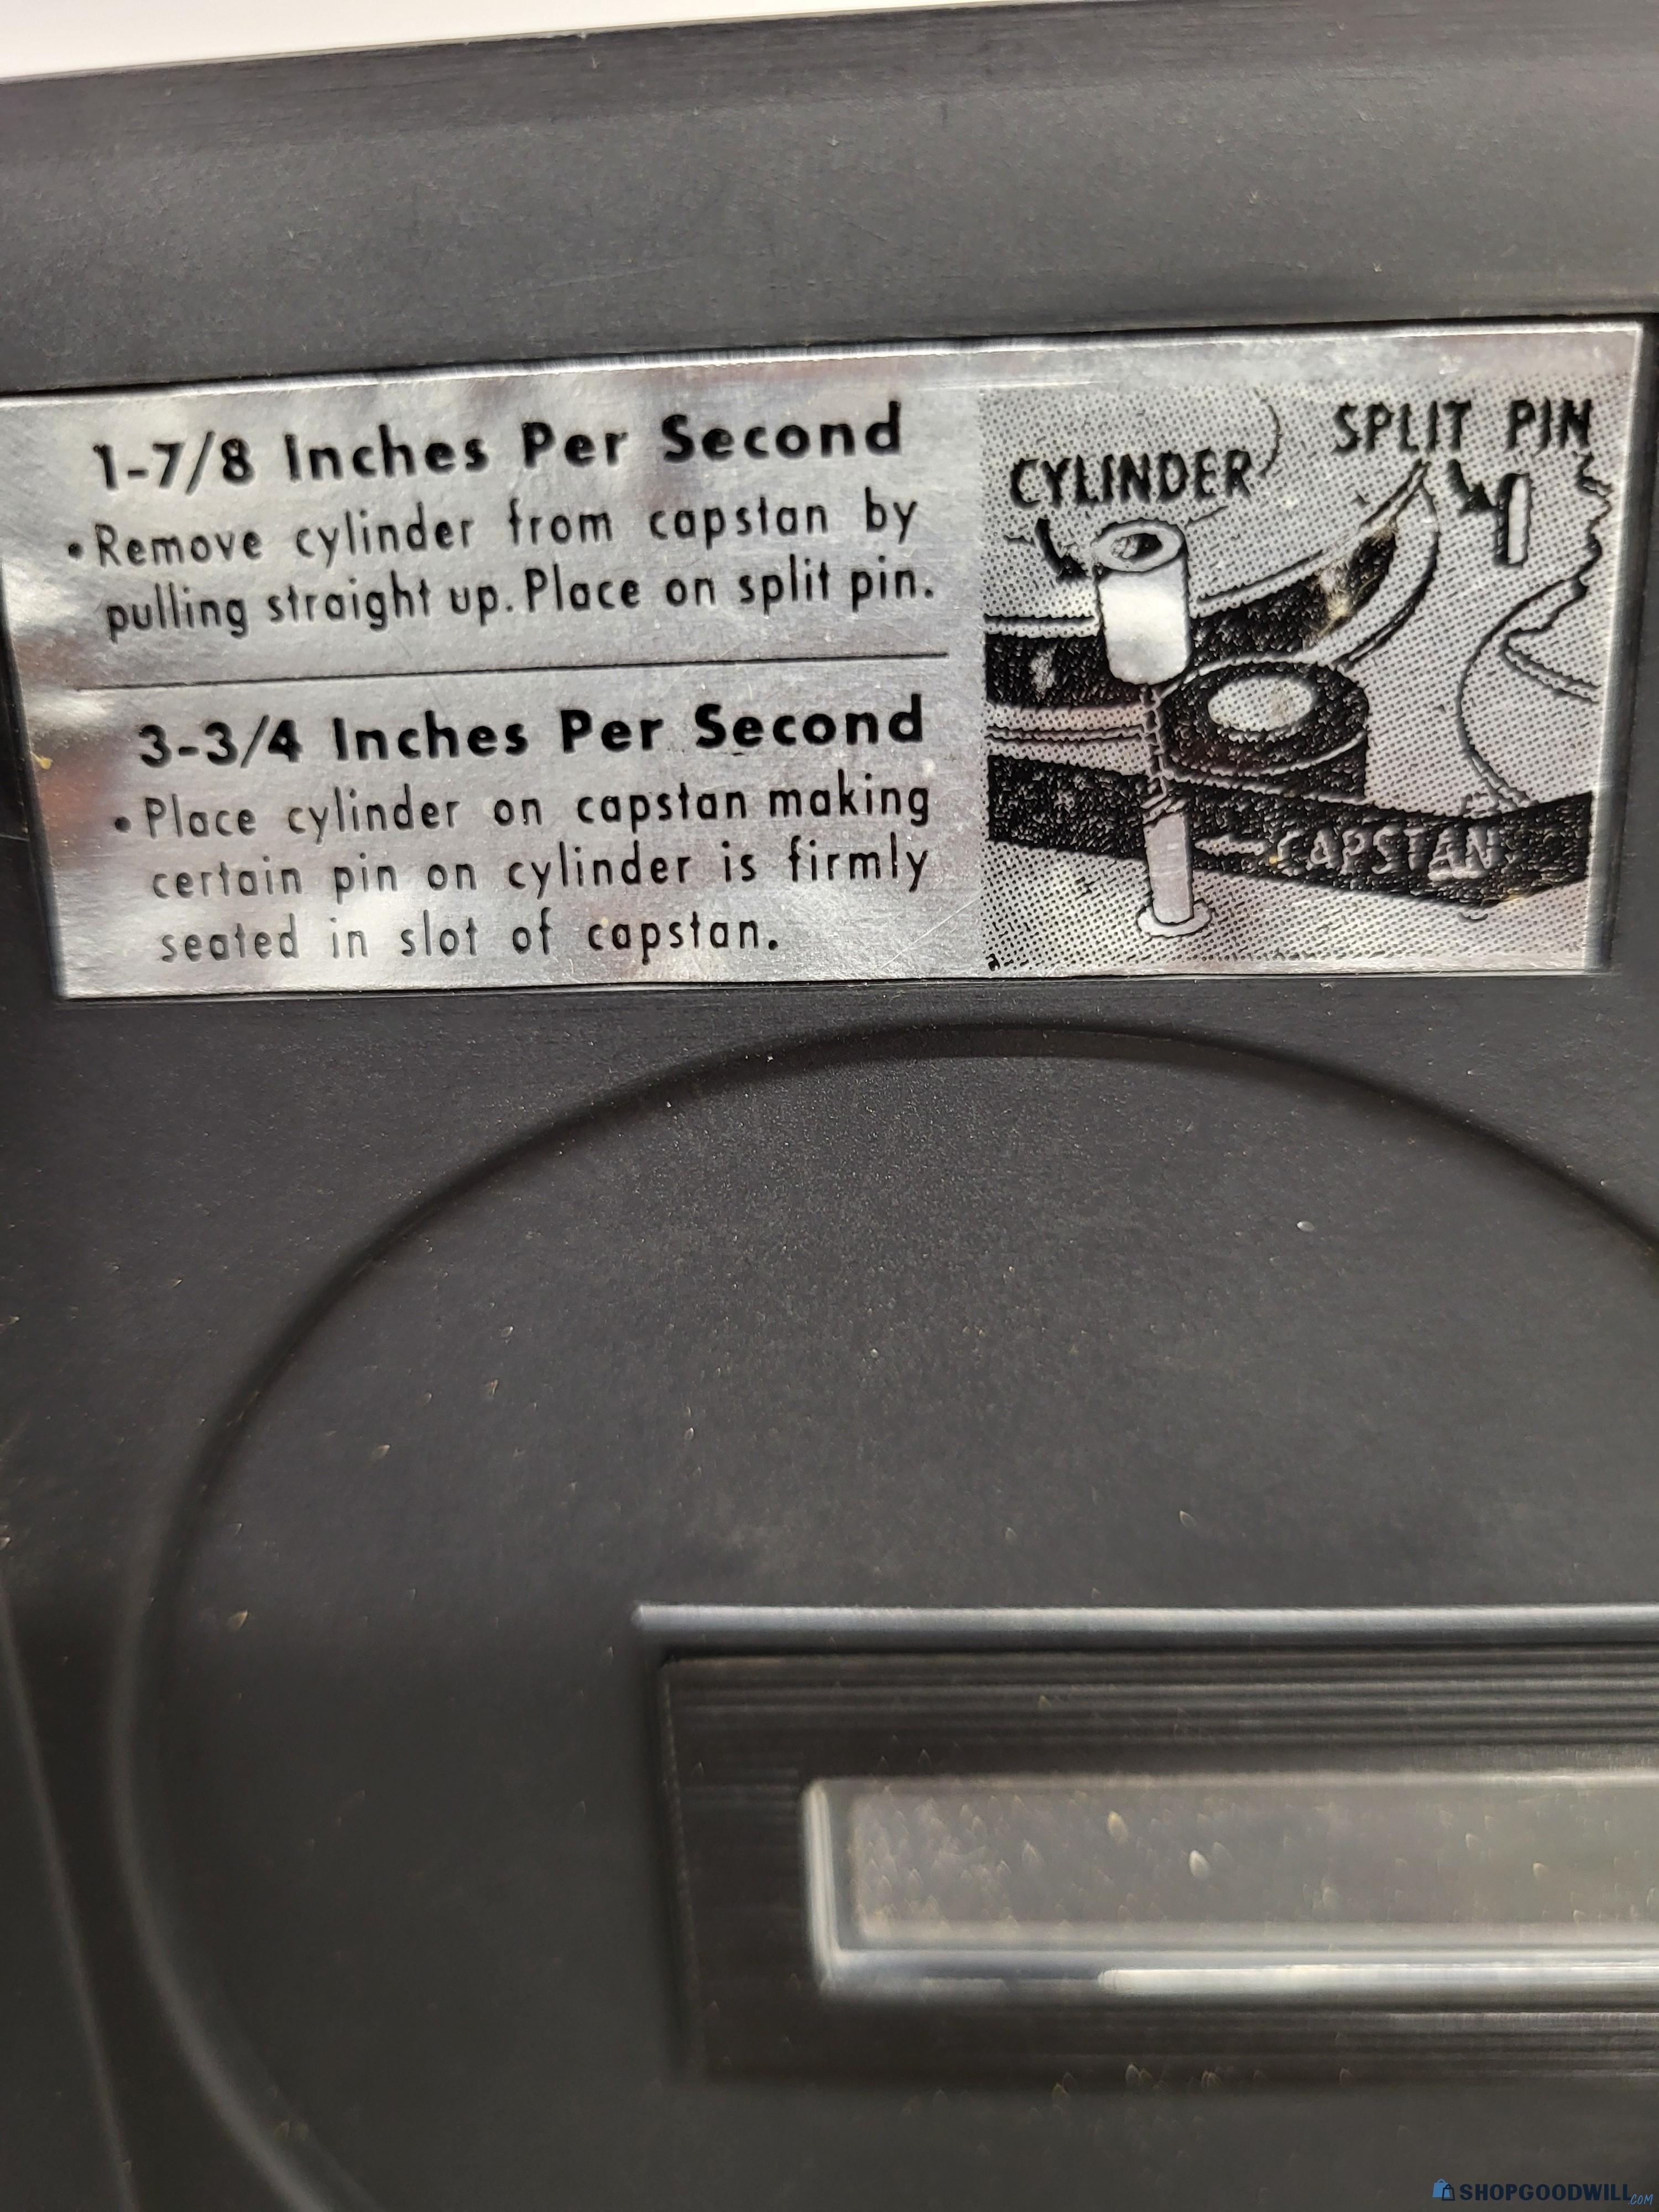 1-7/8 Inches Per Second
• Remove cylinder from capstan by
pulling straight up. Place on split pin.
3-3/4 Inches Per Second
• Place cylinder on capstan making
certain pin on cylinder is firmly
seated in slot of capstan.
CYLINDER
SPLIT PIN
CAPSTAN
SHOPGOODWILL.COM